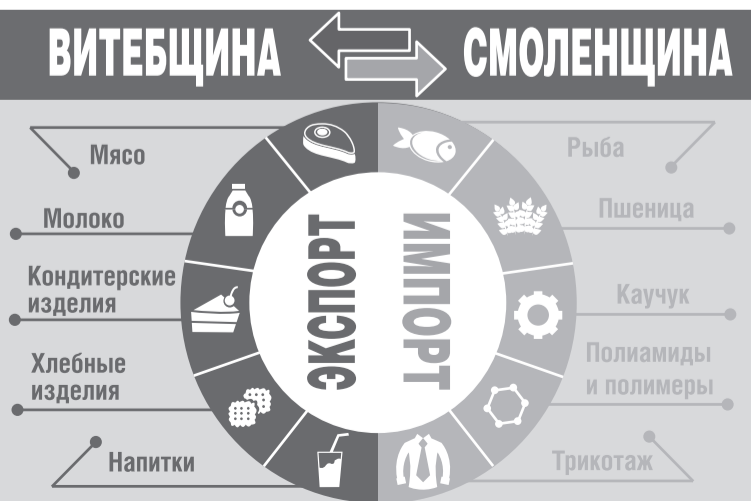 ВИТЕБЩИНА
СМОЛЕНЩИНА
Мясо
Молоко
Кондитерские
изделия
Хлебные
изделия
Напитки
ЭКСПОРТ
ИМПОРТ
Рыба
Пшеница
Каучук
Полиамиды
и полимеры
Трикотаж